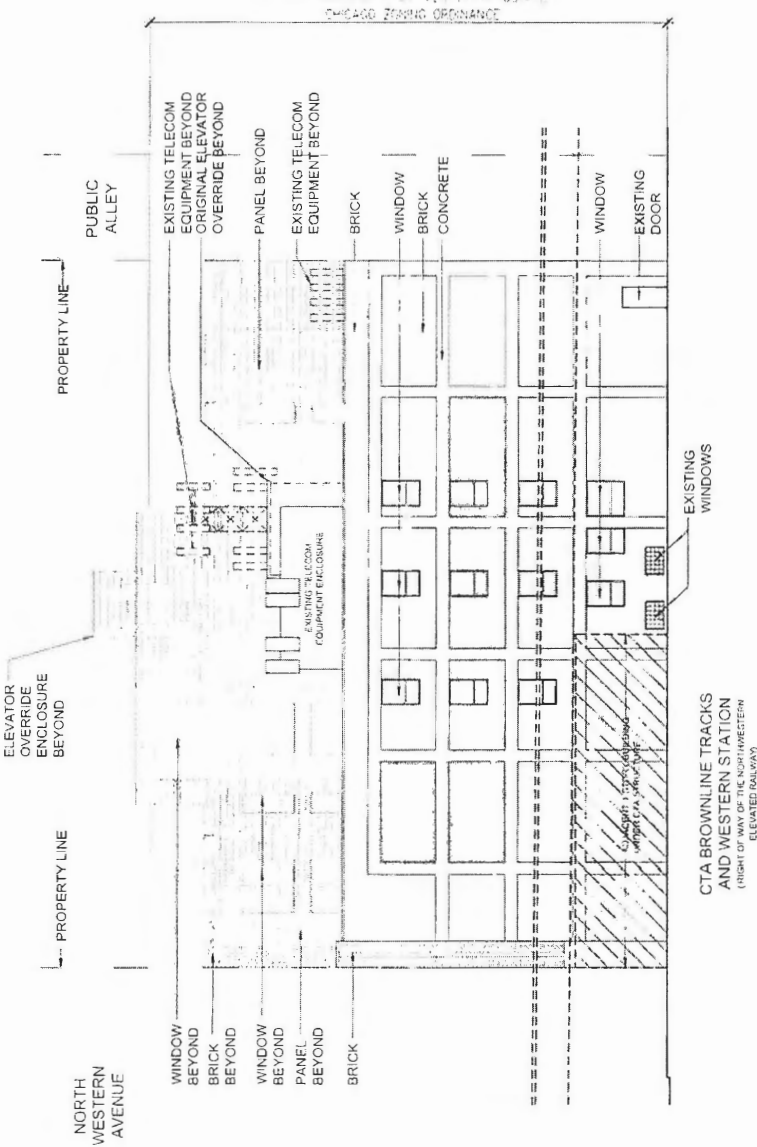 CHICAGO ZONING ORDINANCE
PUBLIC
ALLEY
PROPERTY LINE
PROPERTY LINE
NORTH
WESTERN
AVENUE
ELEVATOR
OVERRIDE
ENCLOSURE
BEYOND
EXISTING TELECOM
EQUIPMENT BEYOND
ORIGINAL ELEVATOR
OVERRIDE BEYOND
PANEL BEYOND
EXISTING TELECOM
EQUIPMENT BEYOND
BRICK
WINDOW
BRICK
CONCRETE
WINDOW
EXISTING
DOOR
EXISTING TELECOM
EQUIPMENT ENCLOSURE
WINDOW
BEYOND
BRICK
BEYOND
WINDOW
BEYOND
PANEL
BEYOND
BRICK
EXISTING
WINDOWS
UNDER CTA STRUCTURE
CTA BROWNLINE TRACKS
AND WESTERN STATION
(RIGHT OF WAY OF THE NORTHWESTERN
ELEVATED RAILWAY)